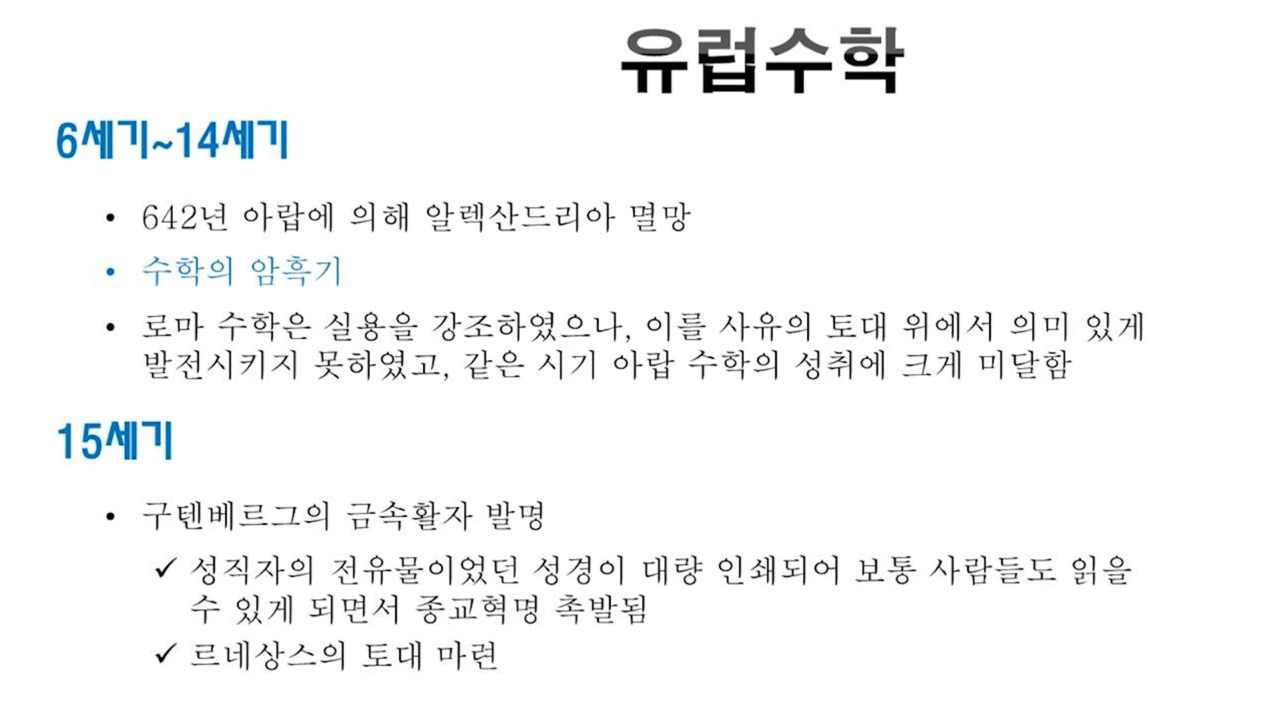 유럽수학
6세기~14세기
• 642년 아랍에 의해 알렉산드리아 멸망
• 수학의 암흑기
• 로마 수학은 실용을 강조하였으나, 이를 사유의 토대 위에서 의미 있게
발전시키지 못하였고, 같은 시기 아랍 수학의 성취에 크게 미달함
15세기
• 구텐베르그의 금속활자 발명
✓ 성직자의 전유물이었던 성경이 대량 인쇄되어 보통 사람들도 읽을
수 있게 되면서 종교혁명 촉발됨
✓ 르네상스의 토대 마련